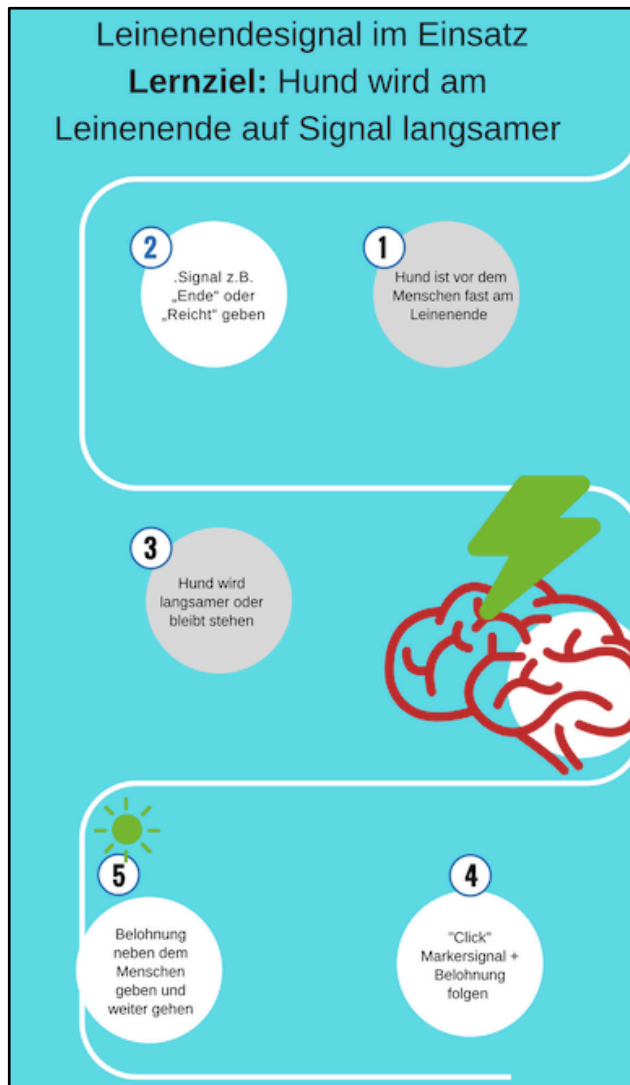 Leinenendesignal im Einsatz
Lernziel: Hund wird am
Leinenende auf Signal langsamer
1
Hund ist vor dem
Menschen fast am
Leinenende
2
.Signal z.B.
„Ende“ oder
„Reicht“ geben
3
Hund wird
langsamer oder
bleibt stehen
4
"Click"
Markersignal +
Belohnung
folgen
5
Belohnung
neben dem
Menschen
geben und
weiter gehen